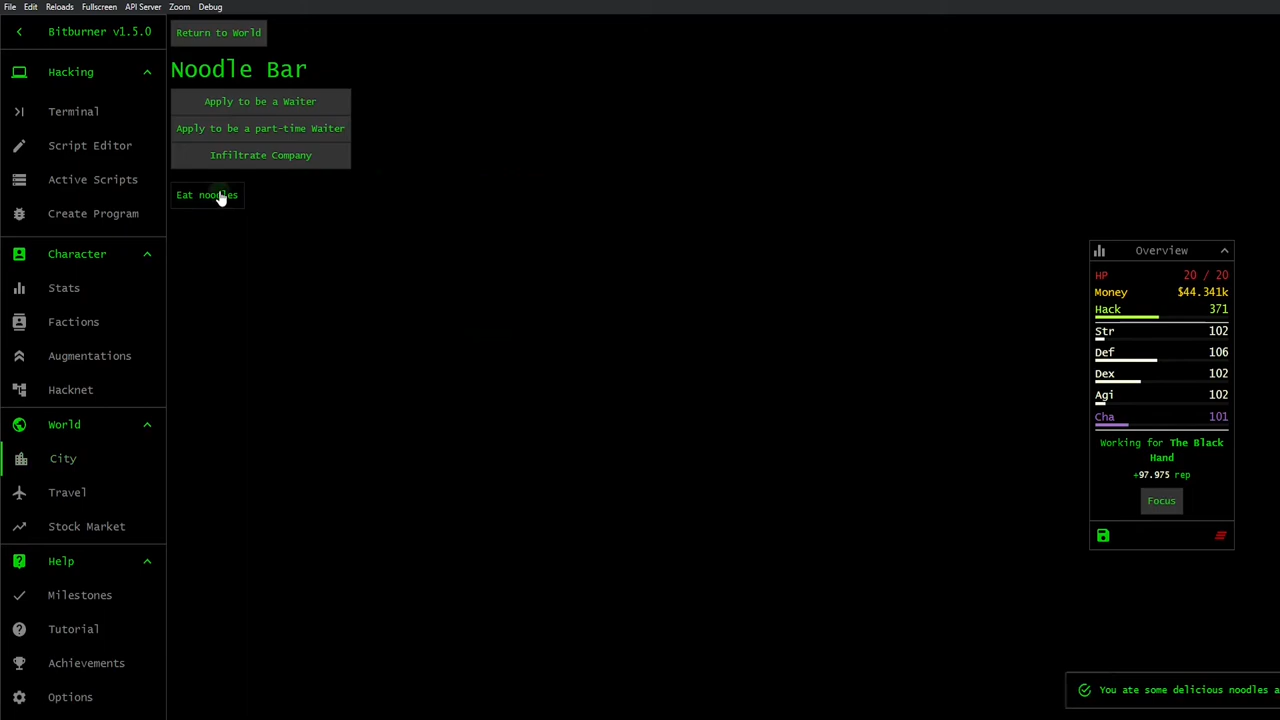 File Edit Reloads Fullscreen API Server Zoom Debug
Bitburner v1.5.0
Hacking
Terminal
Script Editor
Active Scripts
Create Program
Character
Stats
Factions
Augmentations
Hacknet
World
City
Travel
Stock Market
Help
Milestones
Tutorial
Achievements
Options
Return to World
Noodle Bar
Apply to be a Waiter
Apply to be a part-time Waiter
Infiltrate Company
Eat noodles
Overview
HP 20 / 20
Money $44.341k
Hack 371
Str 102
Def 106
Dex 102
Agi 102
Cha 101
Working for The Black
Hand
+97.975 rep
Focus
You ate some delicious noodles a